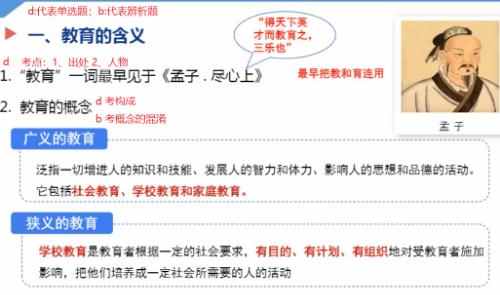 d:代表单选题；b:代表辨析题
一、教育的含义
“得天下英
才而教育之，
三乐也”
d 考点：1、出处 2、人物
1. “教育”一词最早见于《孟子 . 尽心上》
最早把教和育连用
2. 教育的概念
d 考构成
b 考概念的混淆
孟 子
广义的教育
泛指一切增进人的知识和技能、发展人的智力和体力、影响人的思想和品德的活动。
它包括社会教育、学校教育和家庭教育。
狭义的教育
学校教育是教育者根据一定的社会要求，有目的、有计划、有组织地对受教育者施加
影响，把他们培养成一定社会所需要的人的活动